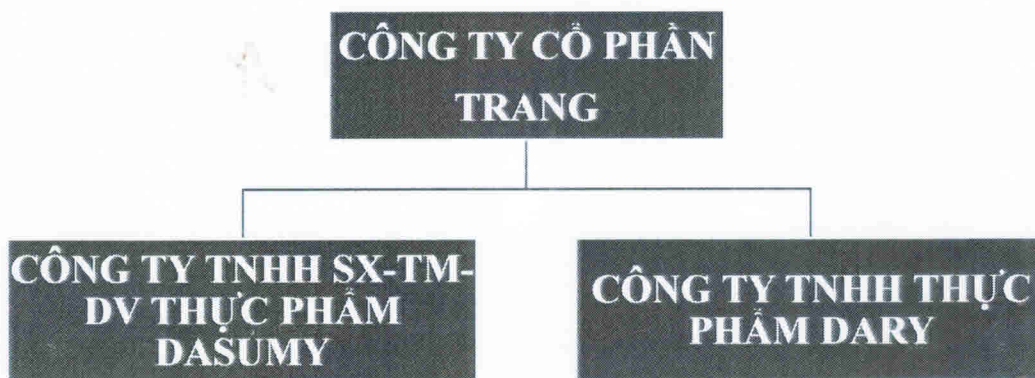 CÔNG TY CỔ PHẦN
TRANG
CÔNG TY TNHH SX-TM-
DV THỰC PHẨM
DASUMY
CÔNG TY TNHH THỰC
PHẨM DARY